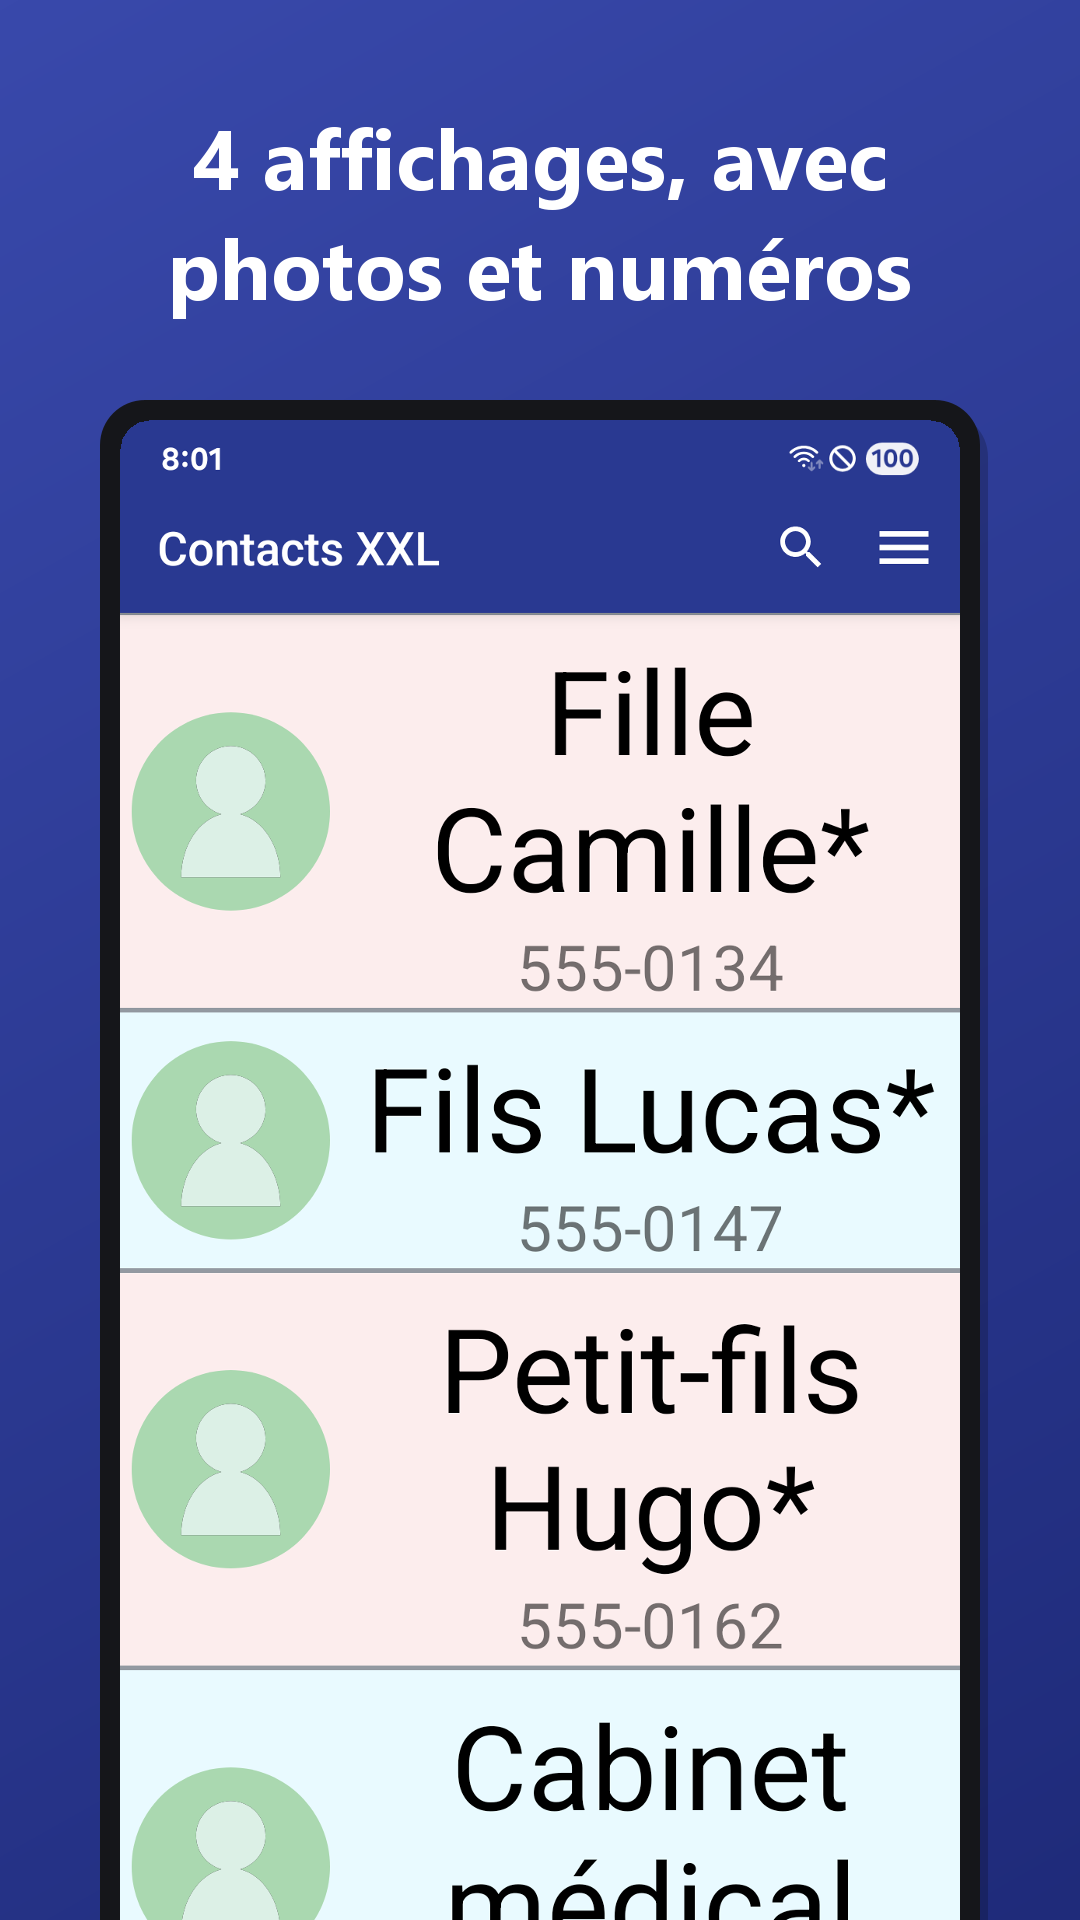 4 affichages, avec
photos et numéros
8:01
100
Contacts XXL
Fille
Camille*
555-0134
Fils Lucas*
555-0147
Petit-fils
Hugo*
555-0162
Cabinet
médical